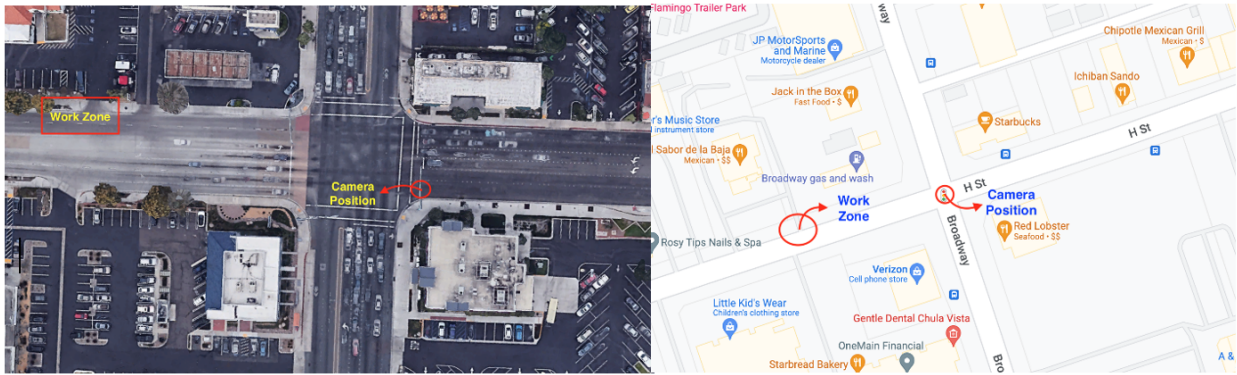 Work Zone
Camera
Position
Flamingo Trailer Park
way
JP MotorSports
and Marine
Motorcycle dealer
Chipotle Mexican Grill
Mexican • $
Jack in the Box
Fast Food • $
Ichiban Sando
er's Music Store
instrument store
Starbucks
H St
l Sabor de la Baja
Mexican • $$
Broadway gas and wash
H St
Work
Zone
Camera
Position
Broadway
Red Lobster
Seafood • $$
Rosy Tips Nails & Spa
Verizon
Cell phone store
Little Kid's Wear
Children's clothing store
Gentle Dental Chula Vista
OneMain Financial
Starbread Bakery
Bro
A &